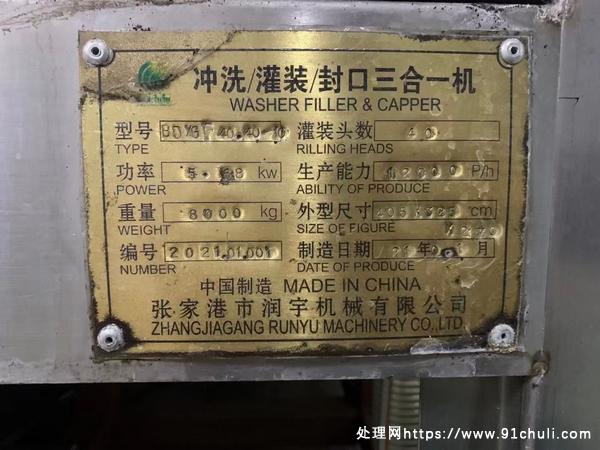 冲洗/灌装/封口三合一机
WASHER FILLER & CAPPER
型号 灌装头数 40
TYPE RILLING HEADS
功率 kw 生产能力 12000 P/h
POWER ABILITY OF PRODUCE
重量 8000 kg 外型尺寸 cm
WEIGHT SIZE OF FIGURE
编号 2021.01.001 制造日期 21年 月
NUMBER DATE OF PRODUCE
中国制造 MADE IN CHINA
张家港市润宇机械有限公司
ZHANGJIAGANG RUNYU MACHINERY CO.,LTD.
处理网https://www.91chuli.com/